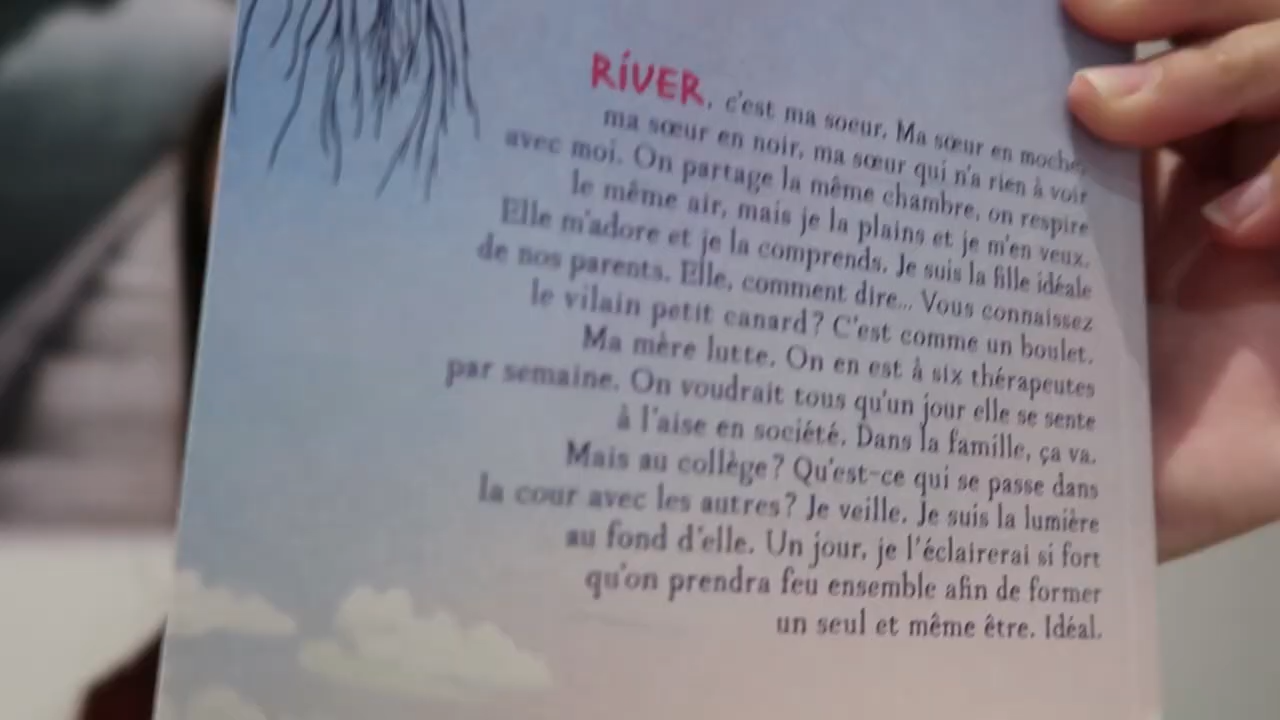 RiVER, c'est ma soeur. Ma sœur en moche,
ma sœur en noir, ma sœur qui n'a rien à voir
avec moi. On partage la même chambre, on respire
le même air, mais je la plains et je m'en veux.
Elle m'adore et je la comprends. Je suis la fille idéale
de nos parents. Elle, comment dire... Vous connaissez
le vilain petit canard ? C'est comme un boulet.
Ma mère lutte. On en est à six thérapeutes
par semaine. On voudrait tous qu'un jour elle se sente
à l'aise en société. Dans la famille, ça va.
Mais au collège ? Qu'est-ce qui se passe dans
la cour avec les autres ? Je veille. Je suis la lumière
au fond d'elle. Un jour, je l'éclairerai si fort
qu'on prendra feu ensemble afin de former
un seul et même être. Idéal.